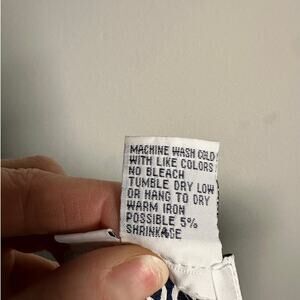 MACHINE WASH COLD
WITH LIKE COLORS
NO BLEACH
TUMBLE DRY LOW
OR HANG TO DRY
WARM IRON
POSSIBLE 5%
SHRINKAGE